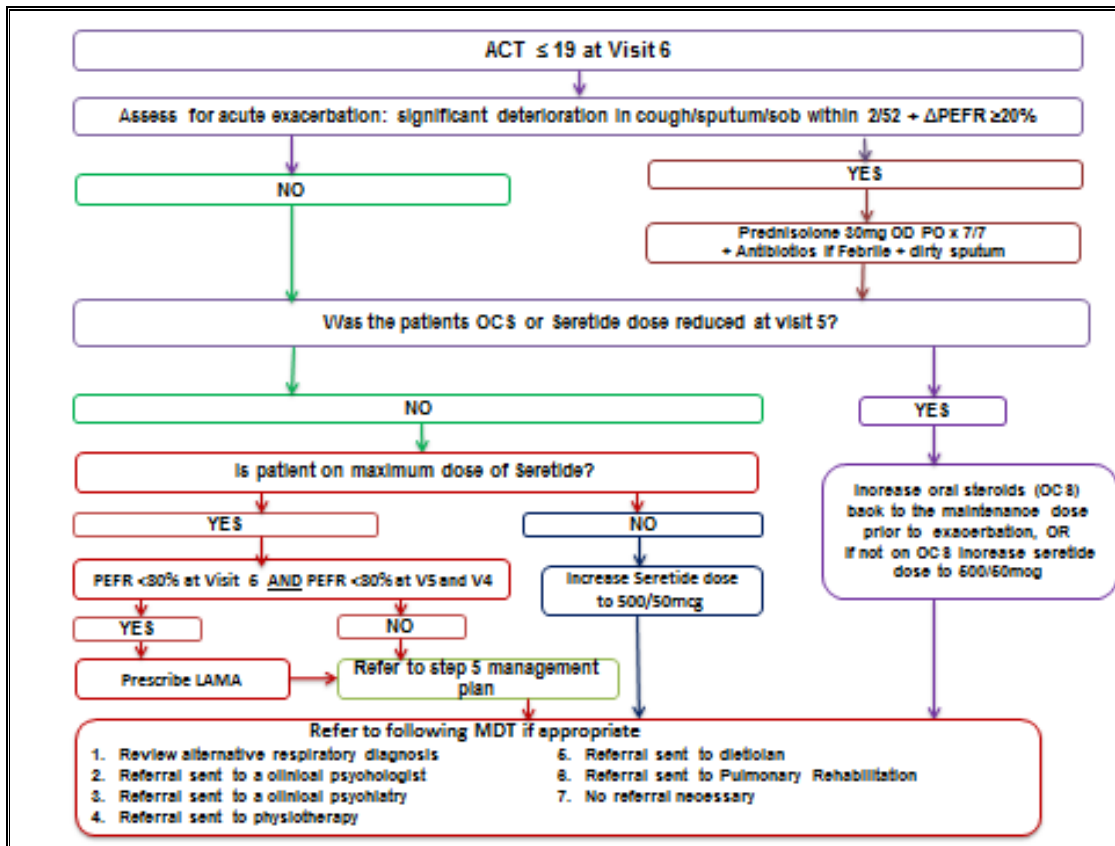 ACT ≤ 19 at Visit 6
Assess for acute exacerbation: significant deterioration in cough/sputum/sob within 2/52 + ΔPEFR ≥20%
NO
YES
Prednisolone 30mg OD PO x 7/7
+ Antibiotics if Febrile + dirty sputum
Was the patients OCS or Seretide dose reduced at visit 5?
NO
YES
Is patient on maximum dose of Seretide?
Increase oral steroids (OCS)
back to the maintenance dose
prior to exacerbation, OR
if not on OCS increase seretide
dose to 500/50mcg
YES
NO
PEFR <80% at Visit 6 AND PEFR <80% at V5 and V4
Increase Seretide dose
to 500/50mcg
YES
NO
Prescribe LAMA
Refer to step 5 management
plan
Refer to following MDT if appropriate
1. Review alternative respiratory diagnosis
2. Referral sent to a clinical psychologist
3. Referral sent to a clinical psychiatry
4. Referral sent to physiotherapy
5. Referral sent to dietician
6. Referral sent to Pulmonary Rehabilitation
7. No referral necessary